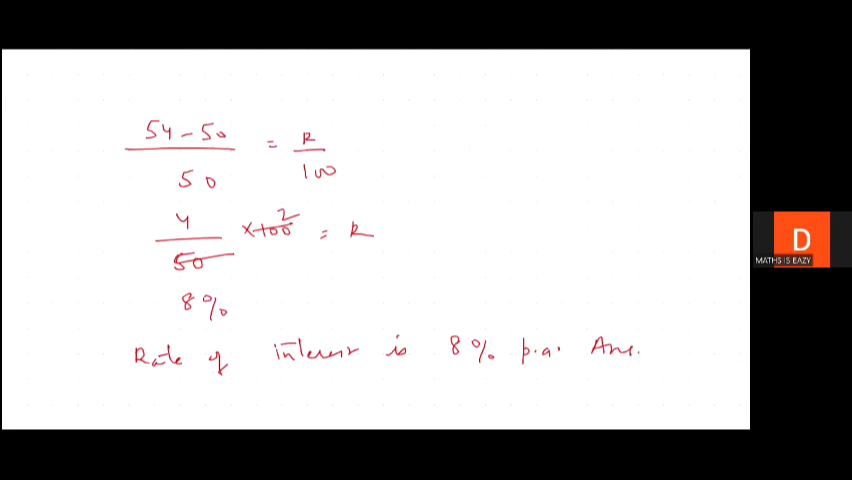 54 - 50 = R
50 100
4 × 100 2 = R
50
8%
Rate of interest is 8% p.a. Ans.
D
MATHS IS EAZY